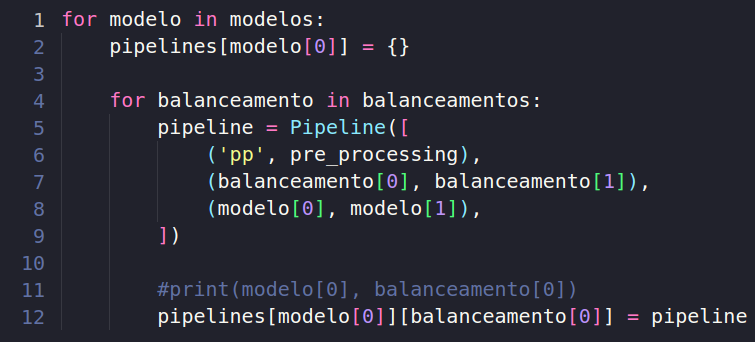 1 for modelo in modelos:
2     pipelines[modelo[0]] = {}
3
4     for balanceamento in balanceamentos:
5         pipeline = Pipeline([
6             ('pp', pre_processing),
7             (balanceamento[0], balanceamento[1]),
8             (modelo[0], modelo[1]),
9         ])
10
11         #print(modelo[0], balanceamento[0])
12         pipelines[modelo[0]][balanceamento[0]] = pipeline